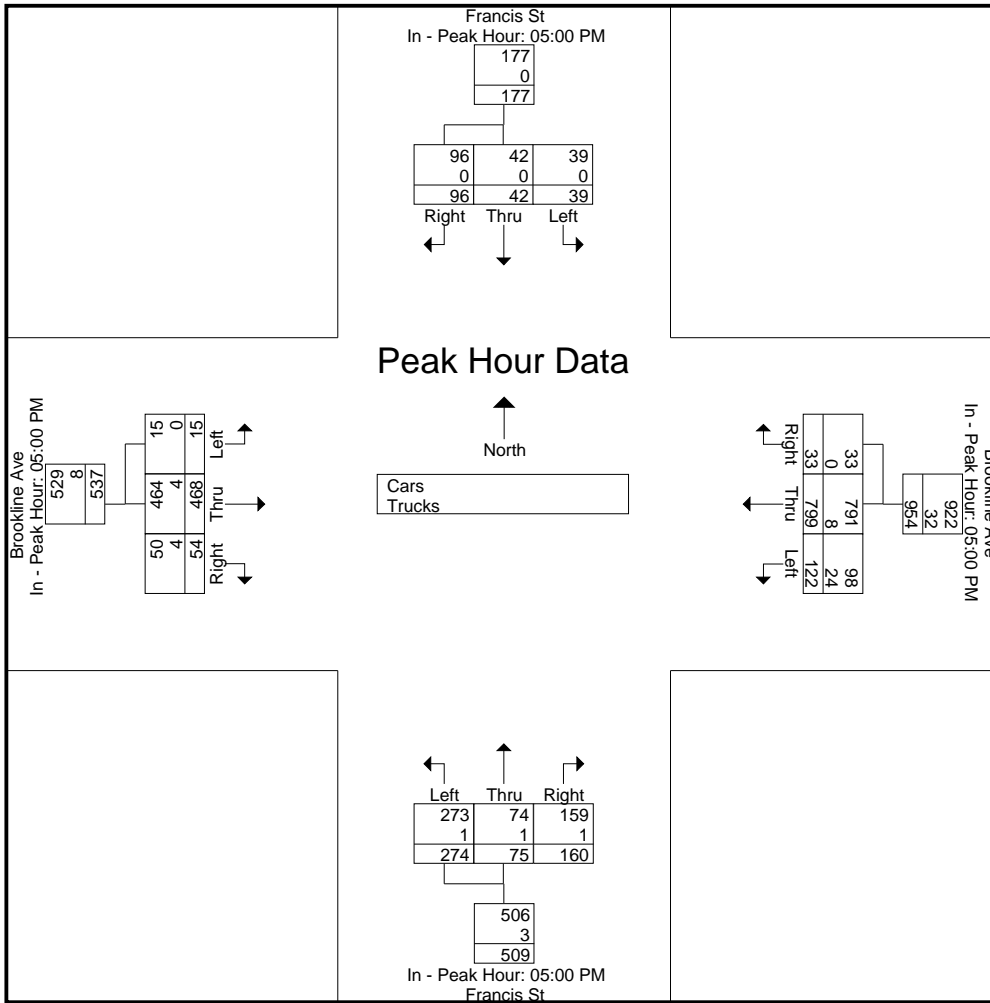 Francis St
In - Peak Hour: 05:00 PM
177
0
177
96 42 39
0 0 0
96 42 39
Right Thru Left
Peak Hour Data
North
Cars
Trucks
Brookline Ave
In - Peak Hour: 05:00 PM
529
8
537
15 0 15
464 4 468
50 4 54
Left
Thru
Right
Right
Thru
Left
33 0 33
799 8 791
122 24 98
922
32
954
In - Peak Hour: 05:00 PM
Brookline Ave
Left Thru Right
273 74 159
1 1 1
274 75 160
506
3
509
In - Peak Hour: 05:00 PM
Francis St